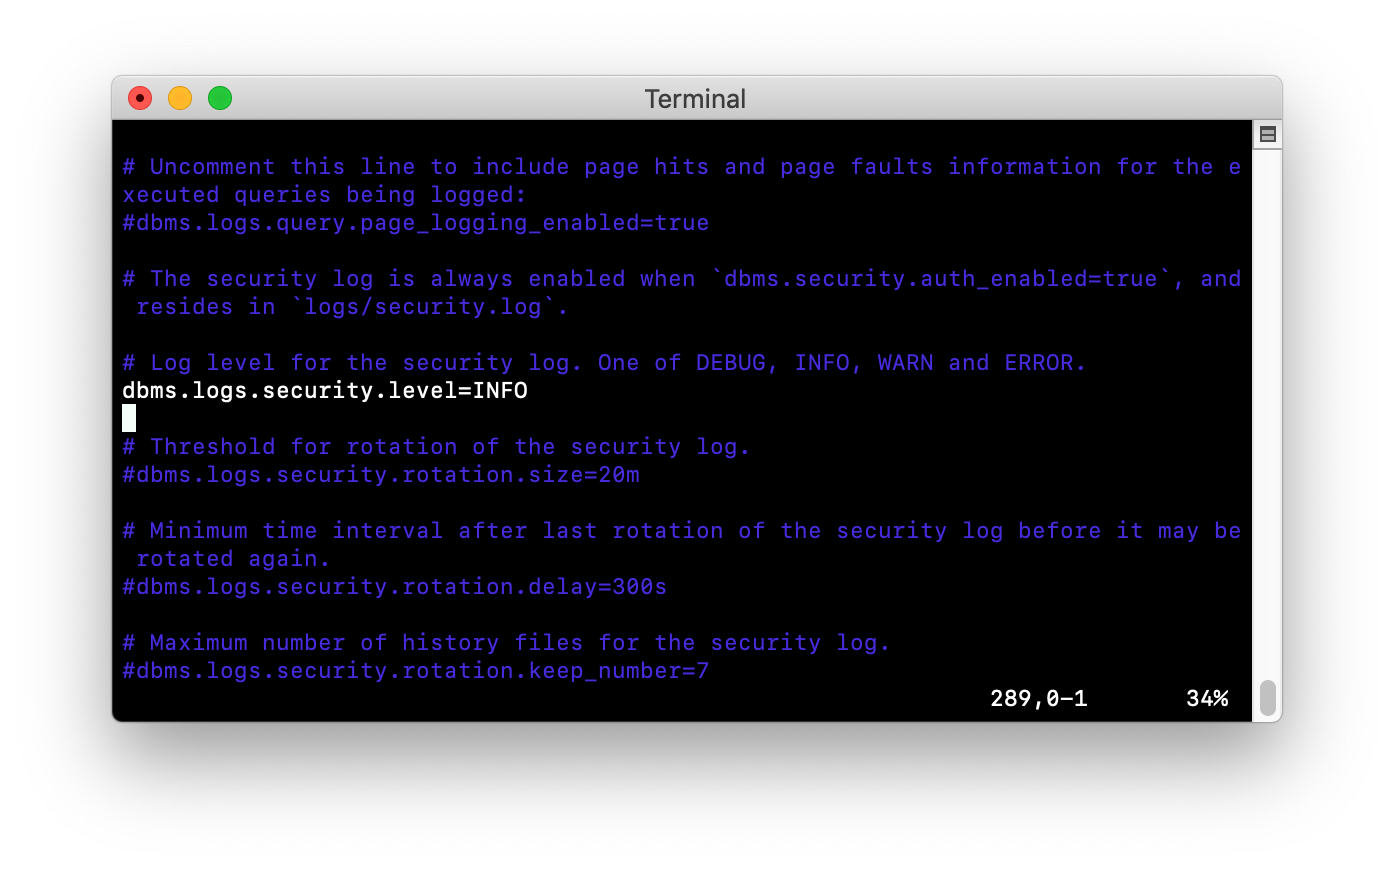 Terminal
# Uncomment this line to include page hits and page faults information for the e
xecuted queries being logged:
#dbms.logs.query.page_logging_enabled=true
# The security log is always enabled when `dbms.security.auth_enabled=true`, and
 resides in `logs/security.log`.
# Log level for the security log. One of DEBUG, INFO, WARN and ERROR.
dbms.logs.security.level=INFO
# Threshold for rotation of the security log.
#dbms.logs.security.rotation.size=20m
# Minimum time interval after last rotation of the security log before it may be
 rotated again.
#dbms.logs.security.rotation.delay=300s
# Maximum number of history files for the security log.
#dbms.logs.security.rotation.keep_number=7
289,0-1 34%